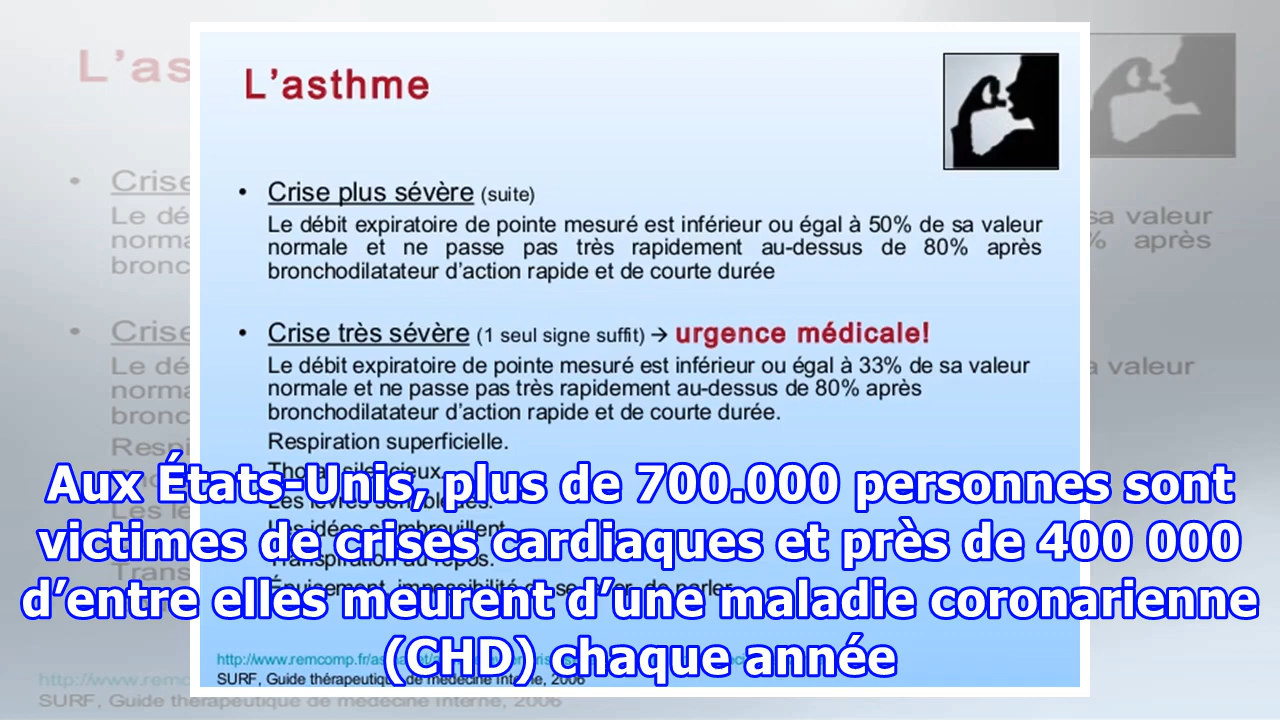 L’asthme
• Crise plus sévère (suite)
Le débit expiratoire de pointe mesuré est inférieur ou égal à 50% de sa valeur
normale et ne passe pas très rapidement au-dessus de 80% après
bronchodilatateur d’action rapide et de courte durée
• Crise très sévère (1 seul signe suffit) → urgence médicale!
Le débit expiratoire de pointe mesuré est inférieur ou égal à 33% de sa valeur
normale et ne passe pas très rapidement au-dessus de 80% après
bronchodilatateur d’action rapide et de courte durée.
Respiration superficielle.
Aux États-Unis, plus de 700.000 personnes sont
victimes de crises cardiaques et près de 400 000
d’entre elles meurent d’une maladie coronarienne
(CHD) chaque année
http://www.remcomp.fr/as
SURF, Guide thérapeutique de médecine Interne, 2006